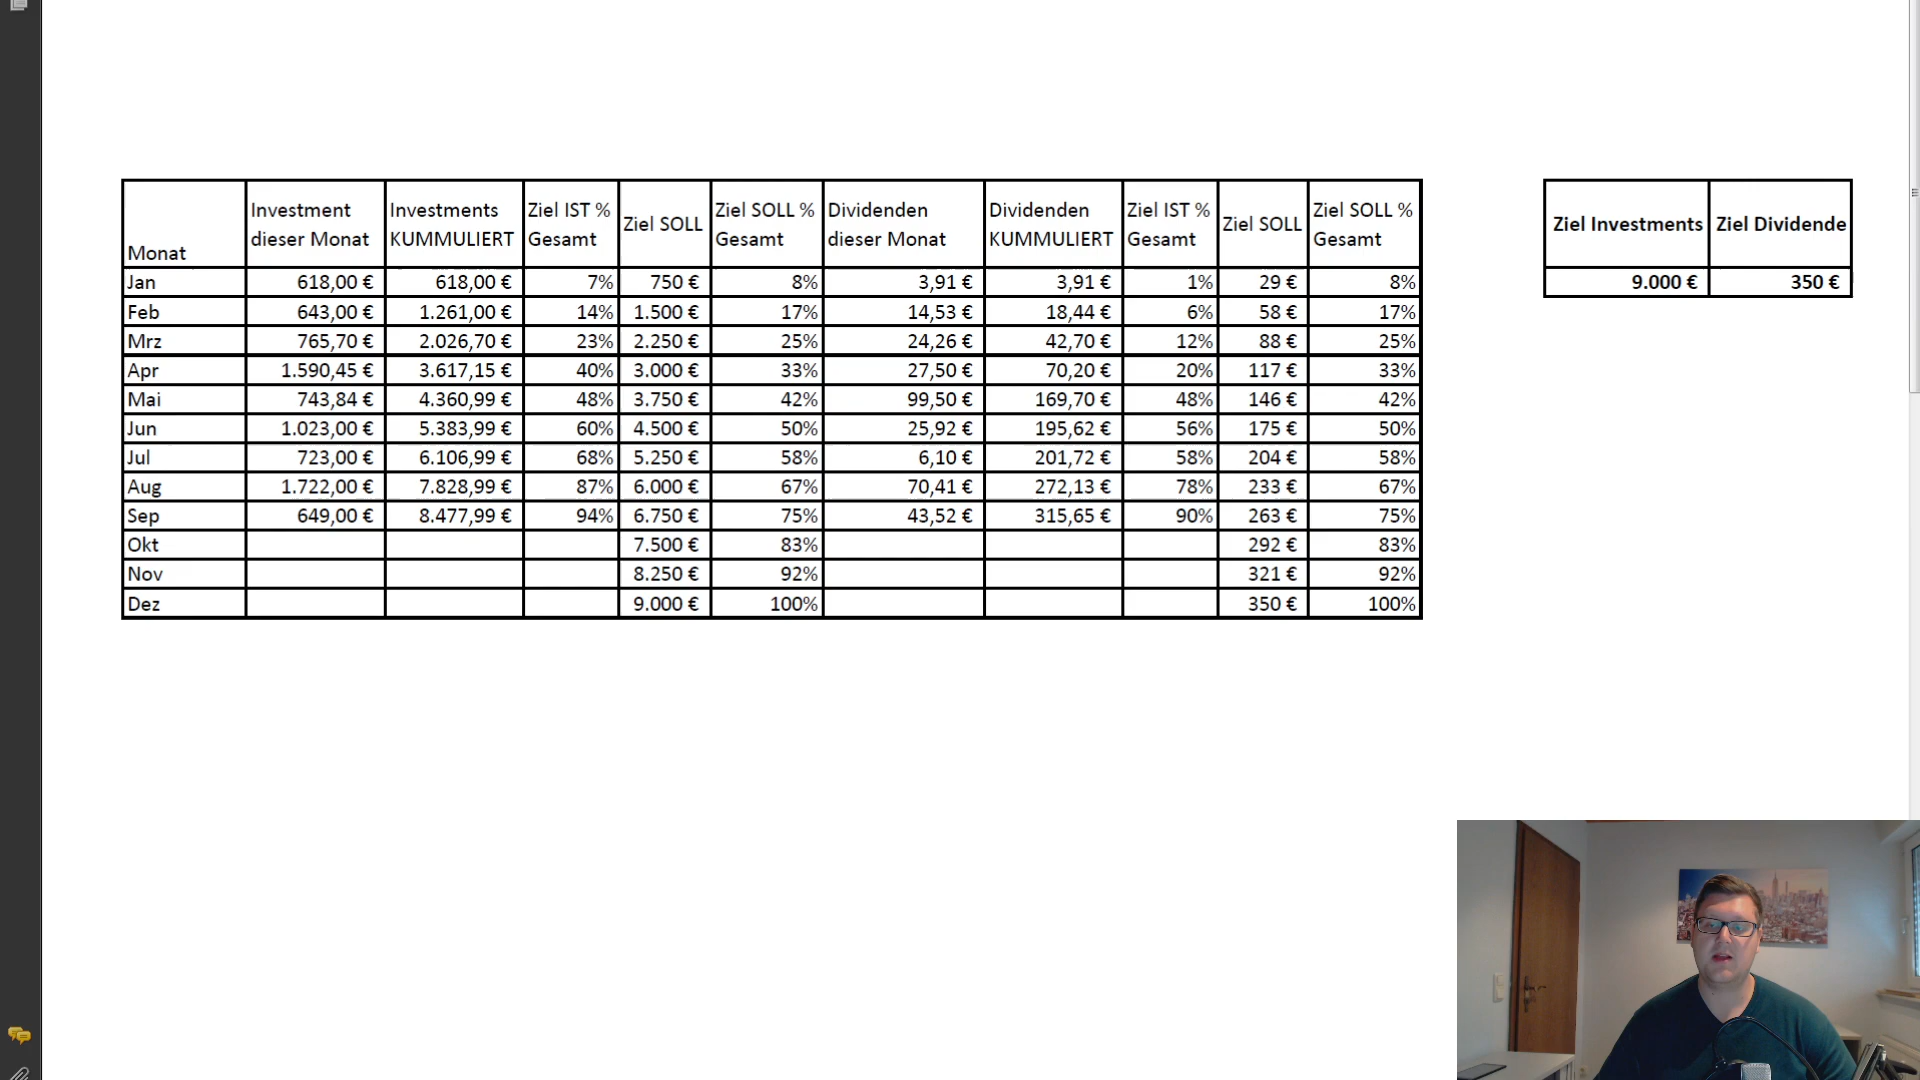 Monat Investment dieser Monat Investments KUMMULIERT Ziel IST % Gesamt Ziel SOLL Ziel SOLL % Gesamt Dividenden dieser Monat Dividenden KUMMULIERT Ziel IST % Gesamt Ziel SOLL Ziel SOLL % Gesamt
Jan 618,00 € 618,00 € 7% 750 € 8% 3,91 € 3,91 € 1% 29 € 8%
Feb 643,00 € 1.261,00 € 14% 1.500 € 17% 14,53 € 18,44 € 6% 58 € 17%
Mrz 765,70 € 2.026,70 € 23% 2.250 € 25% 24,26 € 42,70 € 12% 88 € 25%
Apr 1.590,45 € 3.617,15 € 40% 3.000 € 33% 27,50 € 70,20 € 20% 117 € 33%
Mai 743,84 € 4.360,99 € 48% 3.750 € 42% 99,50 € 169,70 € 48% 146 € 42%
Jun 1.023,00 € 5.383,99 € 60% 4.500 € 50% 25,92 € 195,62 € 56% 175 € 50%
Jul 723,00 € 6.106,99 € 68% 5.250 € 58% 6,10 € 201,72 € 58% 204 € 58%
Aug 1.722,00 € 7.828,99 € 87% 6.000 € 67% 70,41 € 272,13 € 78% 233 € 67%
Sep 649,00 € 8.477,99 € 94% 6.750 € 75% 43,52 € 315,65 € 90% 263 € 75%
Okt 7.500 € 83% 292 € 83%
Nov 8.250 € 92% 321 € 92%
Dez 9.000 € 100% 350 € 100%
Ziel Investments Ziel Dividende
9.000 € 350 €